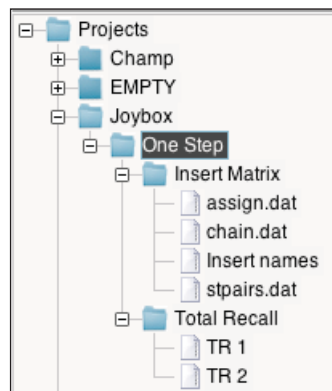 Projects
Champ
EMPTY
Joybox
One Step
Insert Matrix
assign.dat
chain.dat
Insert names
stpairs.dat
Total Recall
TR 1
TR 2